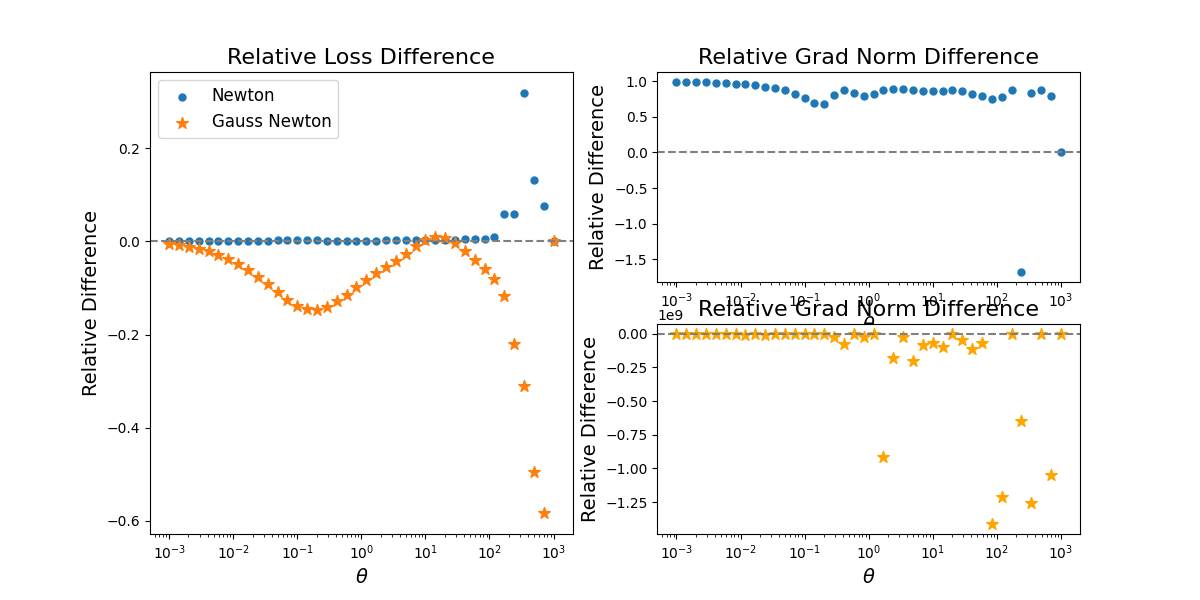 Relative Loss Difference
Newton
Gauss Newton
Relative Difference
0.2
0.0
−0.2
−0.4
−0.6
10⁻³ 10⁻² 10⁻¹ 10⁰ 10¹ 10² 10³
θ
Relative Grad Norm Difference
Relative Difference
1.0
0.5
0.0
−0.5
−1.0
−1.5
10⁻³ 10⁻² 10⁻¹ 10⁰ 10¹ 10² 10³
1e9
Relative Grad Norm Difference
Relative Difference
0.00
−0.25
−0.50
−0.75
−1.00
−1.25
10⁻³ 10⁻² 10⁻¹ 10⁰ 10¹ 10² 10³
θ